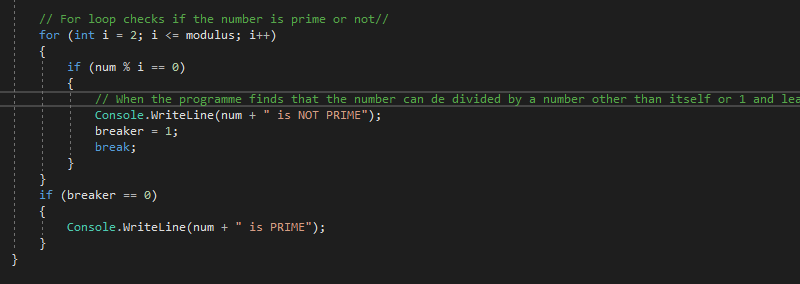 // For loop checks if the number is prime or not//
for (int i = 2; i <= modulus; i++)
{
if (num % i == 0)
{
// When the programme finds that the number can de divided by a number other than itself or 1 and lea
Console.WriteLine(num + " is NOT PRIME");
breaker = 1;
break;
}
}
if (breaker == 0)
{
Console.WriteLine(num + " is PRIME");
}
}